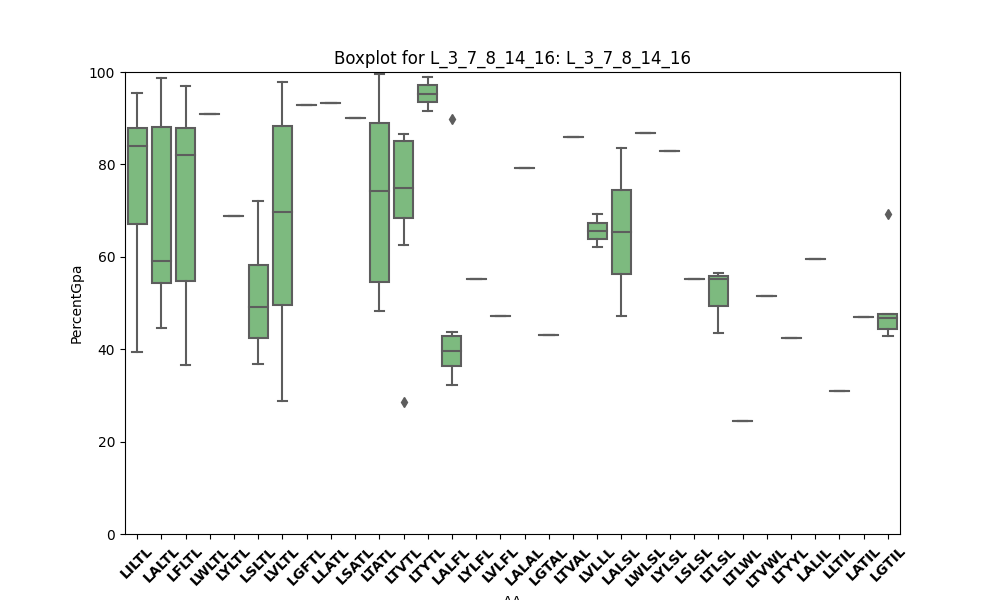 Boxplot for L_3_7_8_14_16: L_3_7_8_14_16
PercentGpa
100
80
60
40
20
0
LILTL LALTL LFLTL LWLTL LYLTL LSLTL LVLTL LGFTL LLATL LSATL LTATL LTVTL LTYTL LALFL LYLFL LVLFL LALAL LGTAL LTVAL LVLLL LALSL LWLSL LYLSL LSLSL LTLSL LTLWL LTVWL LTYYL LALIL LLTIL LATIL LGTIL
AA